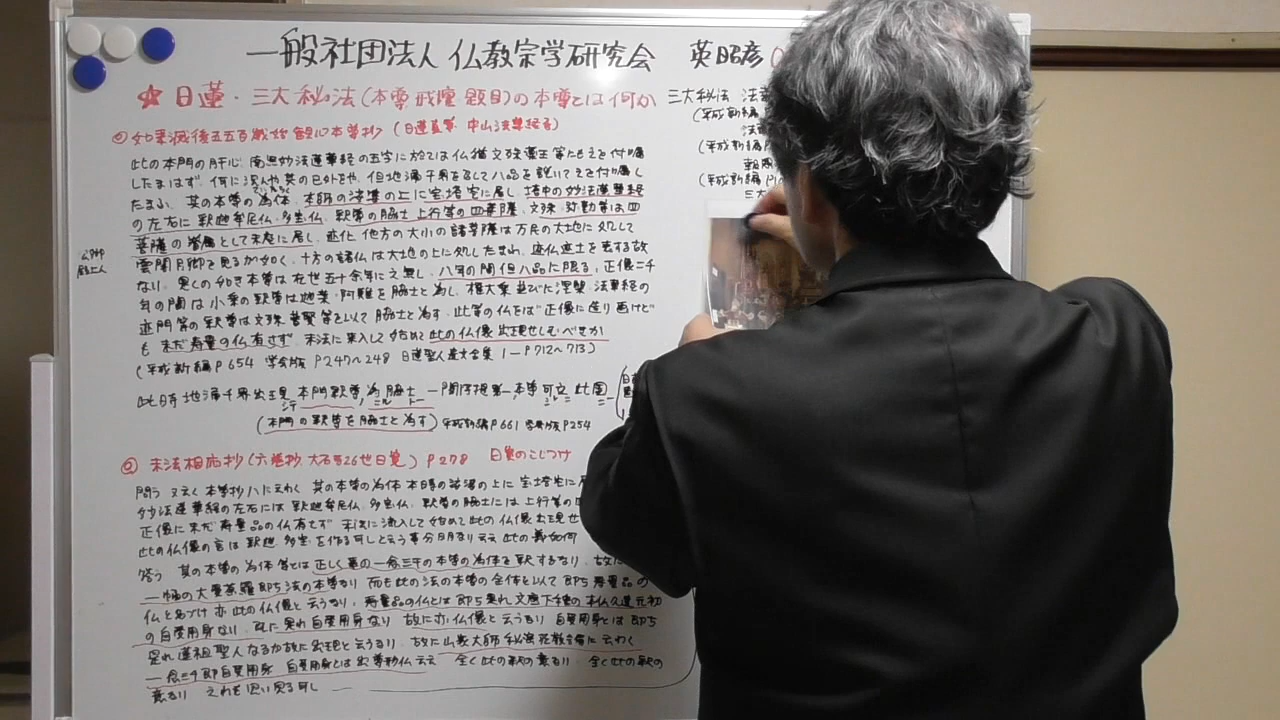 一般社団法人 仏教宗学研究会 英昭彦
☆日蓮・三大秘法(本尊 戒壇 題目)の本尊とは何か
三大秘法
◎如来滅後五五百歳始観心本尊抄 (日蓮直筆 中山法華経寺)
(平成新編
此の本門の肝心 南無妙法蓮華経の五字に於ては仏猶文殊薬王等にも之を付嘱
(平成新編
したまはず 何に況んや其の已外をや 但地涌千界を召して八品を説いて之を付嘱し
たまふ 其の本尊の為体 本師の娑婆の上に宝塔空に居し 塔中の妙法蓮華経
の左右に釈迦牟尼仏・多宝仏 釈尊の脇士上行等の四菩薩 文殊・弥勒等は四
菩薩の眷属として末座に居し 迹化 他方の大小の諸菩薩は万民の大地に処して
雲閣月卿を見るが如く 十方の諸仏は大地の上に処したまふ 迹仏迹土を表する故
なり 是くの如き本尊は在世五十余年に之無し 八年の間但八品に限る 正像二千
年の間は小乗の釈尊は迦葉・阿難を脇士と為し 権大乗並びに涅槃・法華経の
迹門等の釈尊は文殊普賢等を以て脇士と為す 此等の仏をば正像に造り画けど
も 未だ寿量の仏有さず 末法に来入して始めて此の仏像出現せしむべきか
(平成新編P654 学会版 P247〜248 日蓮聖人差大全集 1-P712〜713)
此時地涌千界出現 本門釈尊為脇士 一閻浮提第一本尊可立此国
(本門の釈尊を脇士と為す) 平成新編P661 学会版P254
◎末法相応抄(六巻抄 大石寺26世日寛) P278 日寛のこじつけ
問う 又云く 本尊抄八に云わく 其の本尊の為体 本師の娑婆の上に宝塔空に居
妙法蓮華経の左右には釈迦牟尼仏 多宝仏 釈尊の脇士には上行等の四
正像に未だ寿量品の仏有さず 末法に流入して始めて此の仏像出現せ
此の仏像の言は釈迦 多宝を作る可しと云う事分明なり云云 此の義如何
答う 其の本尊の為体等とは正しく事の一念三千の本尊の為体を釈するなり 故に
一幅の大曼荼羅即ち法の本尊なり 而も此の法の本尊の全体を以て即ち寿量品の
仏と名づけ亦此の仏像と云うなり 寿量品の仏とは即ち是れ文底下種の本仏久遠元初
の自受用身なり 既に是れ自受用身なり 故に亦仏像と云うなり 自受用身とは即ち
是れ蓮祖聖人なるが故に出現と云うなり 故に山家大師秘密荘厳論に云わく
一念三千即自受用身 自受用身とは出尊形仏云云 全く此の釈の意なり 全く此の釈の
意なり 之れを思い見る可し